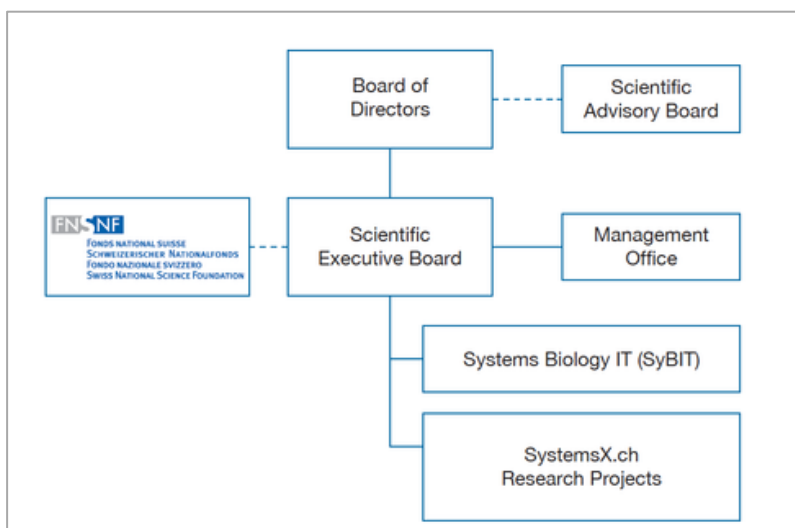 Board of
Directors
Scientific
Advisory Board
FNSNF
FONDS NATIONAL SUISSE
SCHWEIZERISCHER NATIONALFONDS
FONDO NAZIONALE SVIZZERO
SWISS NATIONAL SCIENCE FOUNDATION
Scientific
Executive Board
Management
Office
Systems Biology IT (SyBIT)
SystemsX.ch
Research Projects